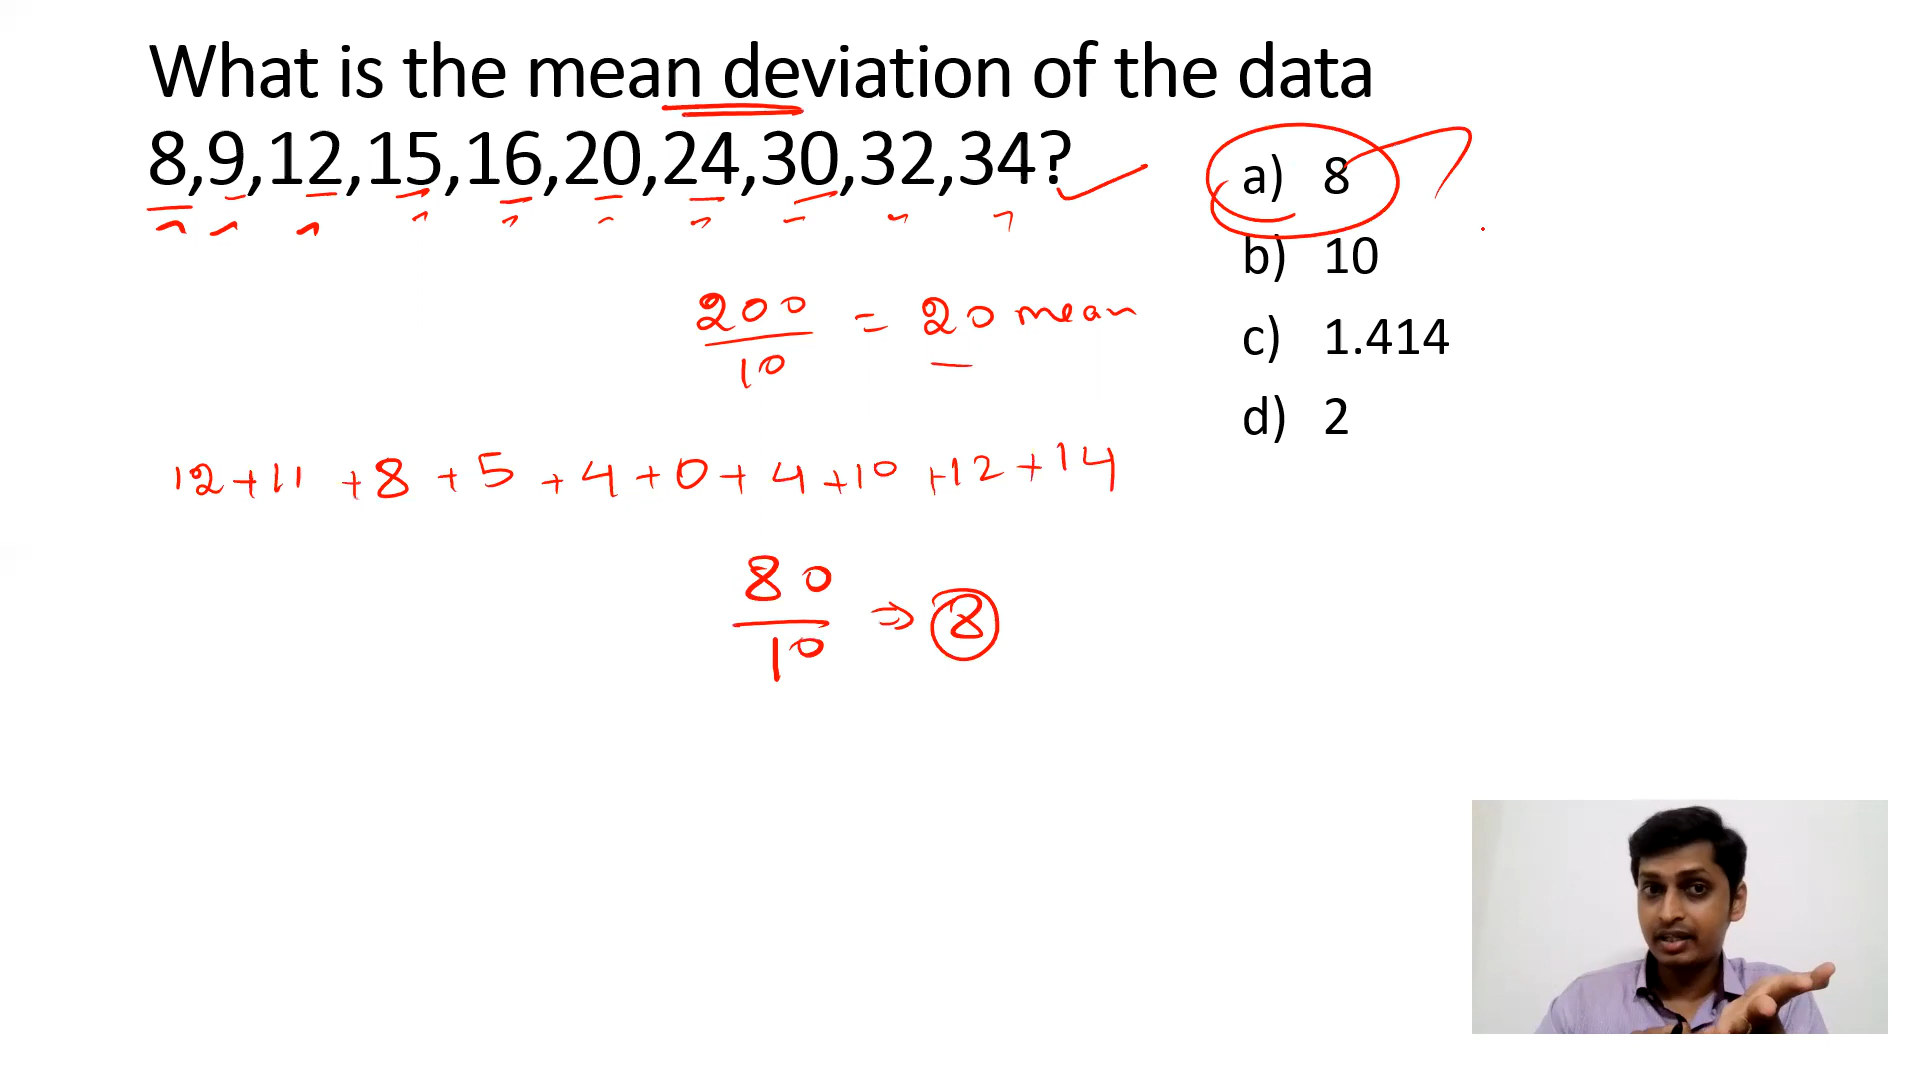 What is the mean deviation of the data
8,9,12,15,16,20,24,30,32,34?
a) 8
b) 10
c) 1.414
d) 2
200
10
= 20 mean
12+11+8+5+4+0+4+10+12+14
80
10
⇒ 8